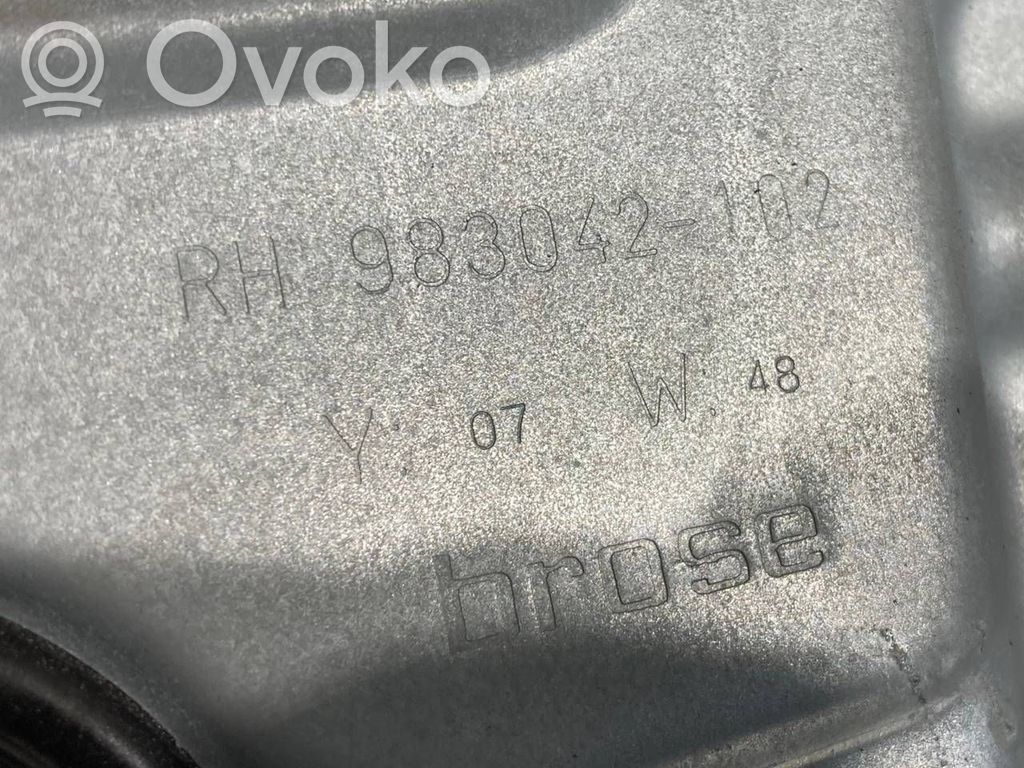 Ovoko
RH 983042-102
Y: 07 W: 48
brose